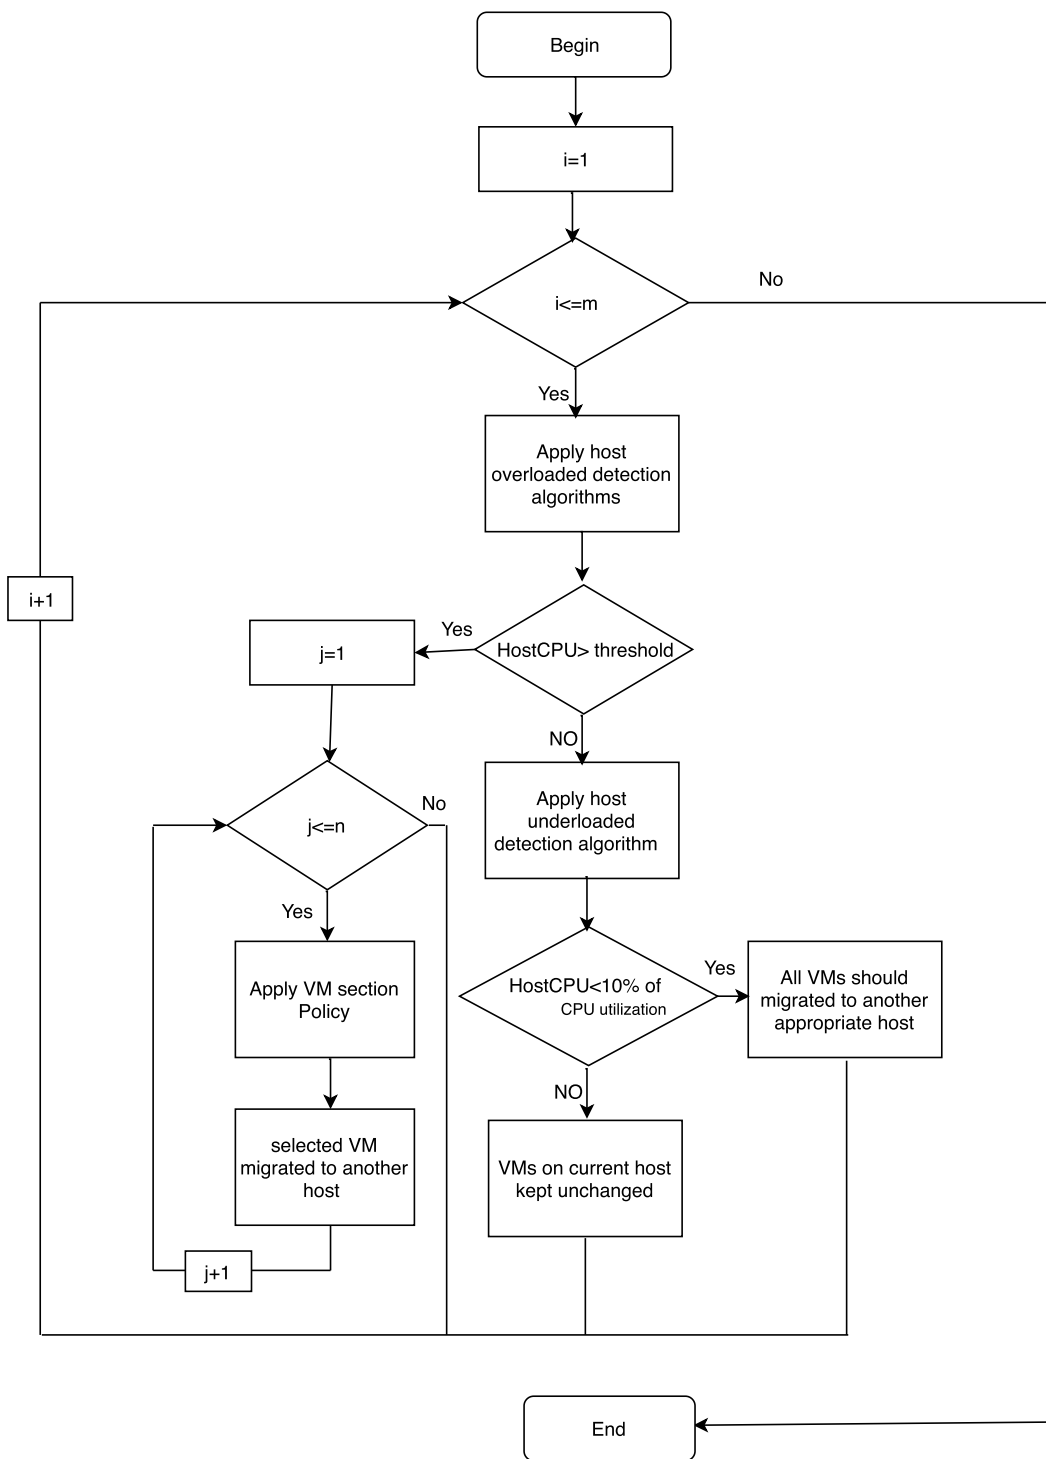 Begin
i=1
i<=m
No
Yes
Apply host
overloaded detection
algorithms
i+1
HostCPU> threshold
Yes
j=1
NO
Apply host
underloaded
detection algorithm
j<=n
No
Yes
Apply VM section
Policy
HostCPU<10% of
CPU utilization
Yes
All VMs should
migrated to another
appropriate host
NO
selected VM
migrated to another
host
VMs on current host
kept unchanged
j+1
End